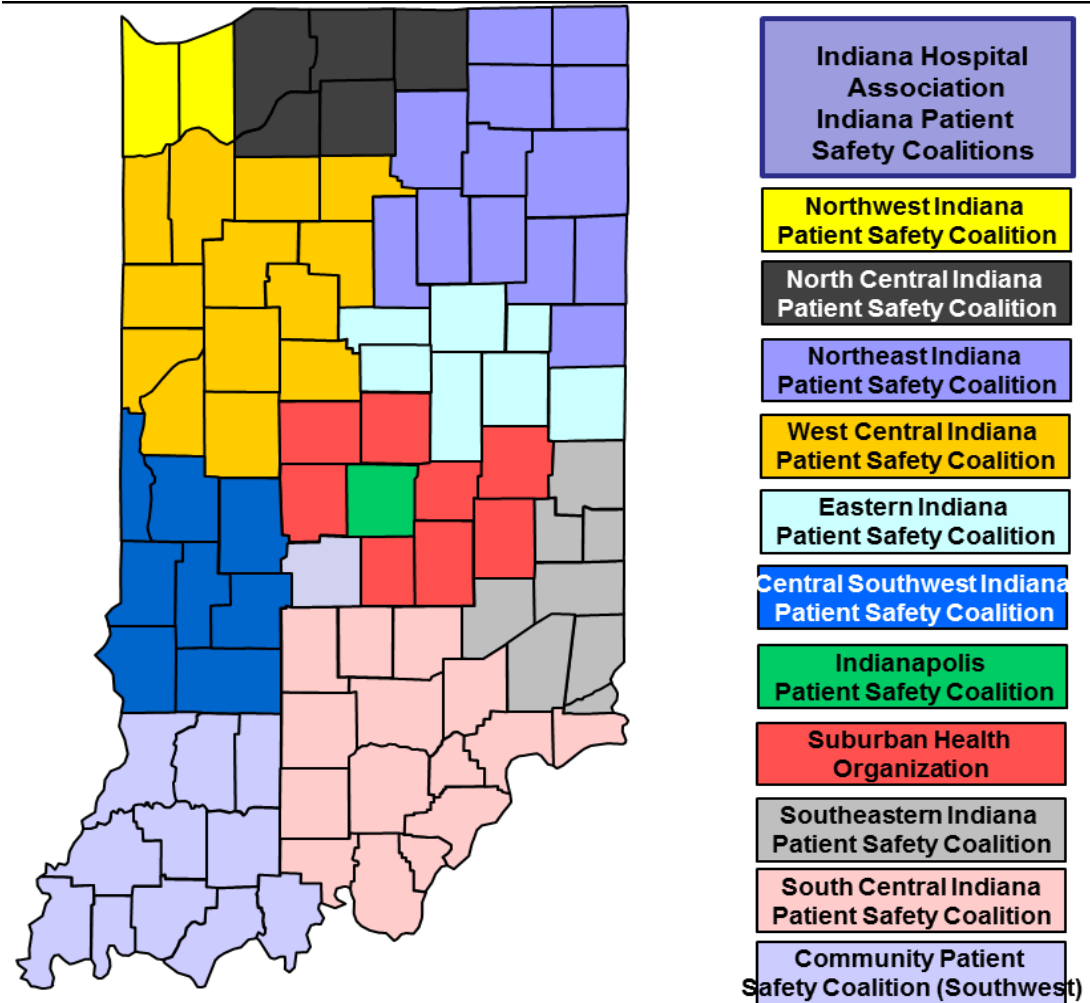 Indiana Hospital
Association
Indiana Patient
Safety Coalitions
Northwest Indiana
Patient Safety Coalition
North Central Indiana
Patient Safety Coalition
Northeast Indiana
Patient Safety Coalition
West Central Indiana
Patient Safety Coalition
Eastern Indiana
Patient Safety Coalition
Central Southwest Indiana
Patient Safety Coalition
Indianapolis
Patient Safety Coalition
Suburban Health
Organization
Southeastern Indiana
Patient Safety Coalition
South Central Indiana
Patient Safety Coalition
Community Patient
Safety Coalition (Southwest)